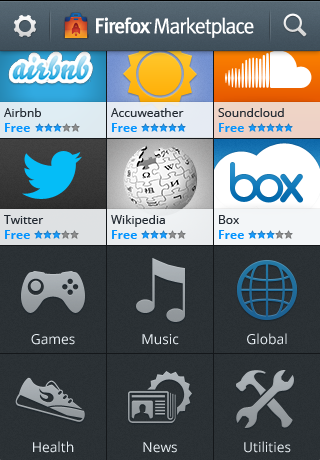 Firefox Marketplace
airbnb
Airbnb
Free
Accuweather
Free
SOUNDCLOUD
Soundcloud
Free
Twitter
Free
Wikipedia
Free
box
Box
Free
Games
Music
Global
Health
News
Utilities